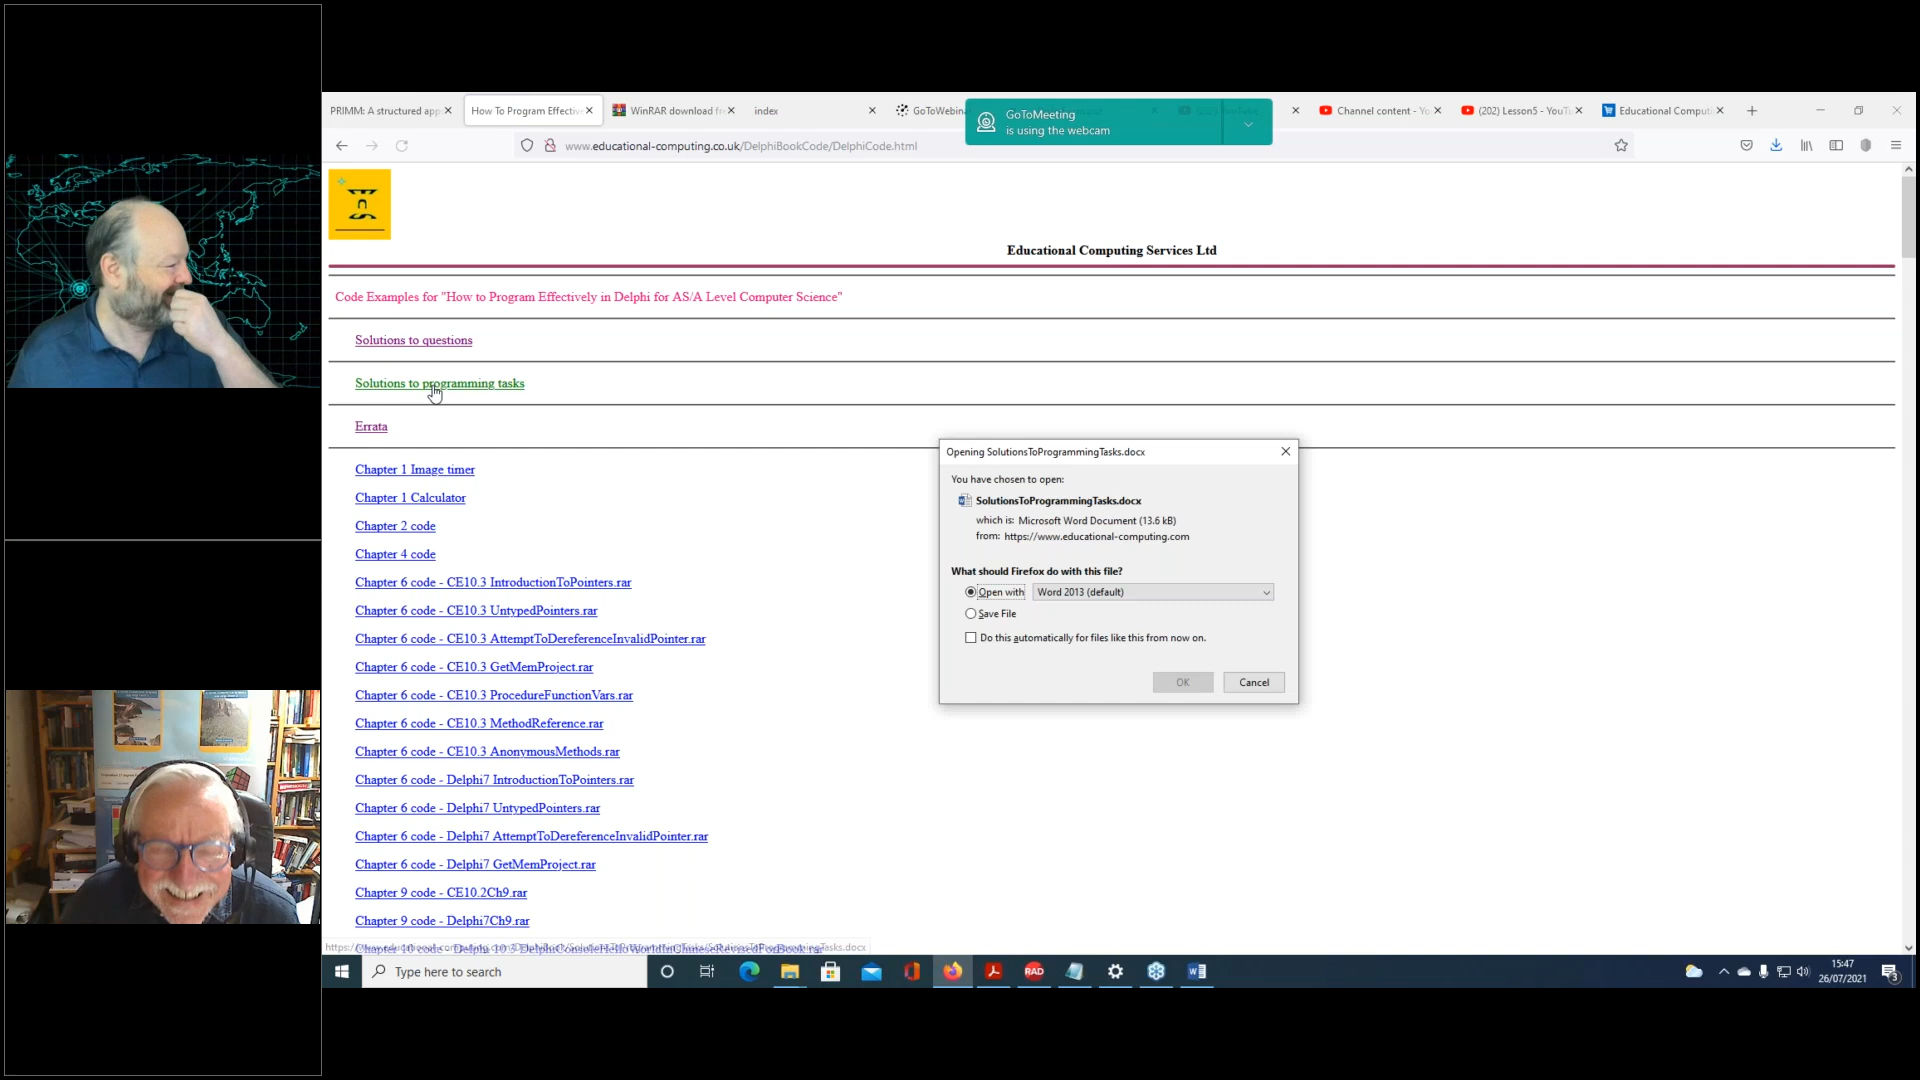 PRIMM: A structured app
How To Program Effectiv
WinRAR download fr
index
GoToWebina
Channel content - Yo
(202) Lesson5 - YouTu
Educational Comput
GoToMeeting
is using the webcam
www.educational-computing.co.uk/DelphiBookCode/DelphiCode.html
Educational Computing Services Ltd
Code Examples for "How to Program Effectively in Delphi for AS/A Level Computer Science"
Solutions to questions
Solutions to programming tasks
Errata
Chapter 1 Image timer
Chapter 1 Calculator
Chapter 2 code
Chapter 4 code
Chapter 6 code - CE10.3 IntroductionToPointers.rar
Chapter 6 code - CE10.3 UntypedPointers.rar
Chapter 6 code - CE10.3 AttemptToDereferenceInvalidPointer.rar
Chapter 6 code - CE10.3 GetMemProject.rar
Chapter 6 code - CE10.3 ProcedureFunctionVars.rar
Chapter 6 code - CE10.3 MethodReference.rar
Chapter 6 code - CE10.3 AnonymousMethods.rar
Chapter 6 code - Delphi7 IntroductionToPointers.rar
Chapter 6 code - Delphi7 UntypedPointers.rar
Chapter 6 code - Delphi7 AttemptToDereferenceInvalidPointer.rar
Chapter 6 code - Delphi7 GetMemProject.rar
Chapter 9 code - CE10.2Ch9.rar
Chapter 9 code - Delphi7Ch9.rar
Opening SolutionsToProgrammingTasks.docx
You have chosen to open:
SolutionsToProgrammingTasks.docx
which is: Microsoft Word Document (13.6 kB)
from: https://www.educational-computing.com
What should Firefox do with this file?
Open with Word 2013 (default)
Save File
Do this automatically for files like this from now on.
OK Cancel
Type here to search
RAD
15:47
26/07/2021
3